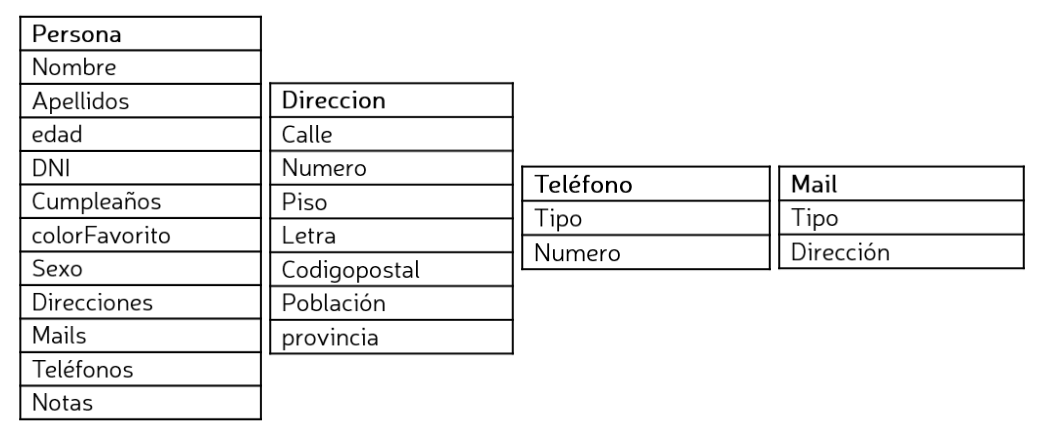 Persona
Nombre
Apellidos
edad
DNI
Cumpleaños
colorFavorito
Sexo
Direcciones
Mails
Teléfonos
Notas
Direccion
Calle
Numero
Piso
Letra
Codigopostal
Población
provincia
Teléfono
Tipo
Numero
Mail
Tipo
Dirección